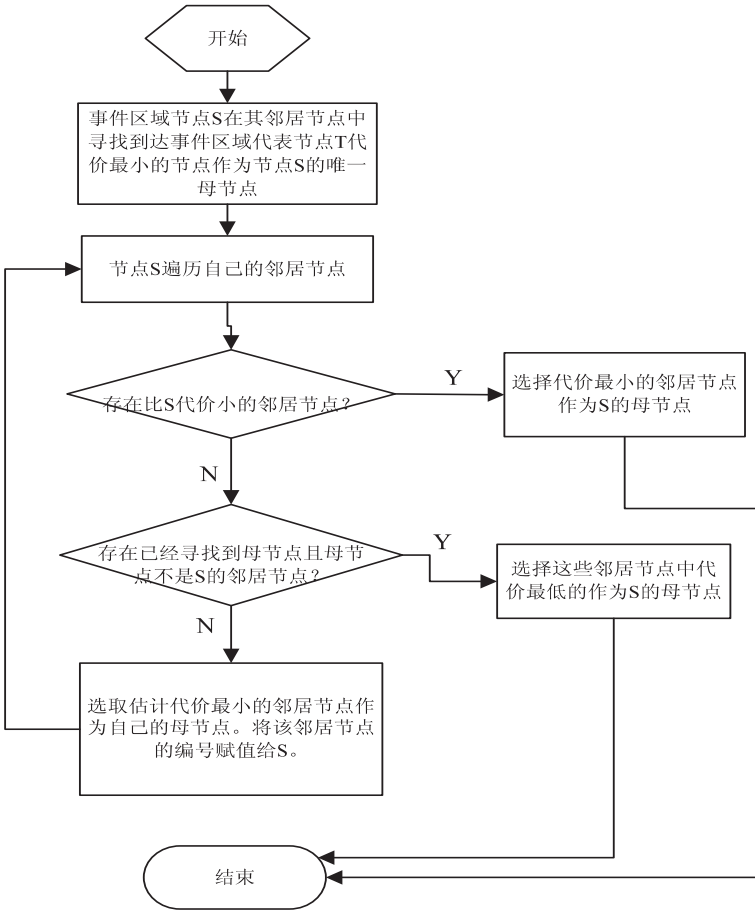 开始
事件区域节点S在其邻居节点中
寻找到达事件区域代表节点T代
价最小的节点作为节点S的唯一
母节点
节点S遍历自己的邻居节点
存在比S代价小的邻居节点？
Y
选择代价最小的邻居节点
作为S的母节点
N
存在已经寻找到母节点且母节
点不是S的邻居节点？
Y
选择这些邻居节点中代
价最低的作为S的母节点
N
选取估计代价最小的邻居节点作
为自己的母节点。将该邻居节点
的编号赋值给S。
结束